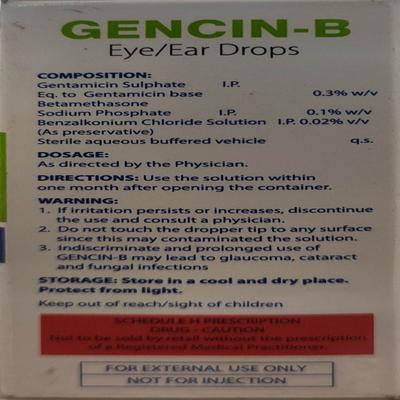 GENCIN-B
Eye/Ear Drops
COMPOSITION:
Gentamicin Sulphate I.P.
Eq. to Gentamicin base 0.3% w/v
Betamethasone
Sodium Phosphate I.P. 0.1% w/v
Benzalkonium Chloride Solution I.P. 0.02% v/v
(As preservative)
Sterile aqueous buffered vehicle q.s.
DOSAGE:
As directed by the Physician.
DIRECTIONS: Use the solution within
one month after opening the container.
WARNING:
1. If irritation persists or increases, discontinue
the use and consult a physician.
2. Do not touch the dropper tip to any surface
since this may contaminated the solution.
3. Indiscriminate and prolonged use of
GENCIN-B may lead to glaucoma, cataract
and fungal infections
STORAGE: Store in a cool and dry place.
Protect from light.
Keep out of reach/sight of children
SCHEDULE H PRESCRIPTION
DRUG - CAUTION
Not to be sold by retail without the prescription
of a Registered Medical Practitioner.
FOR EXTERNAL USE ONLY
NOT FOR INJECTION